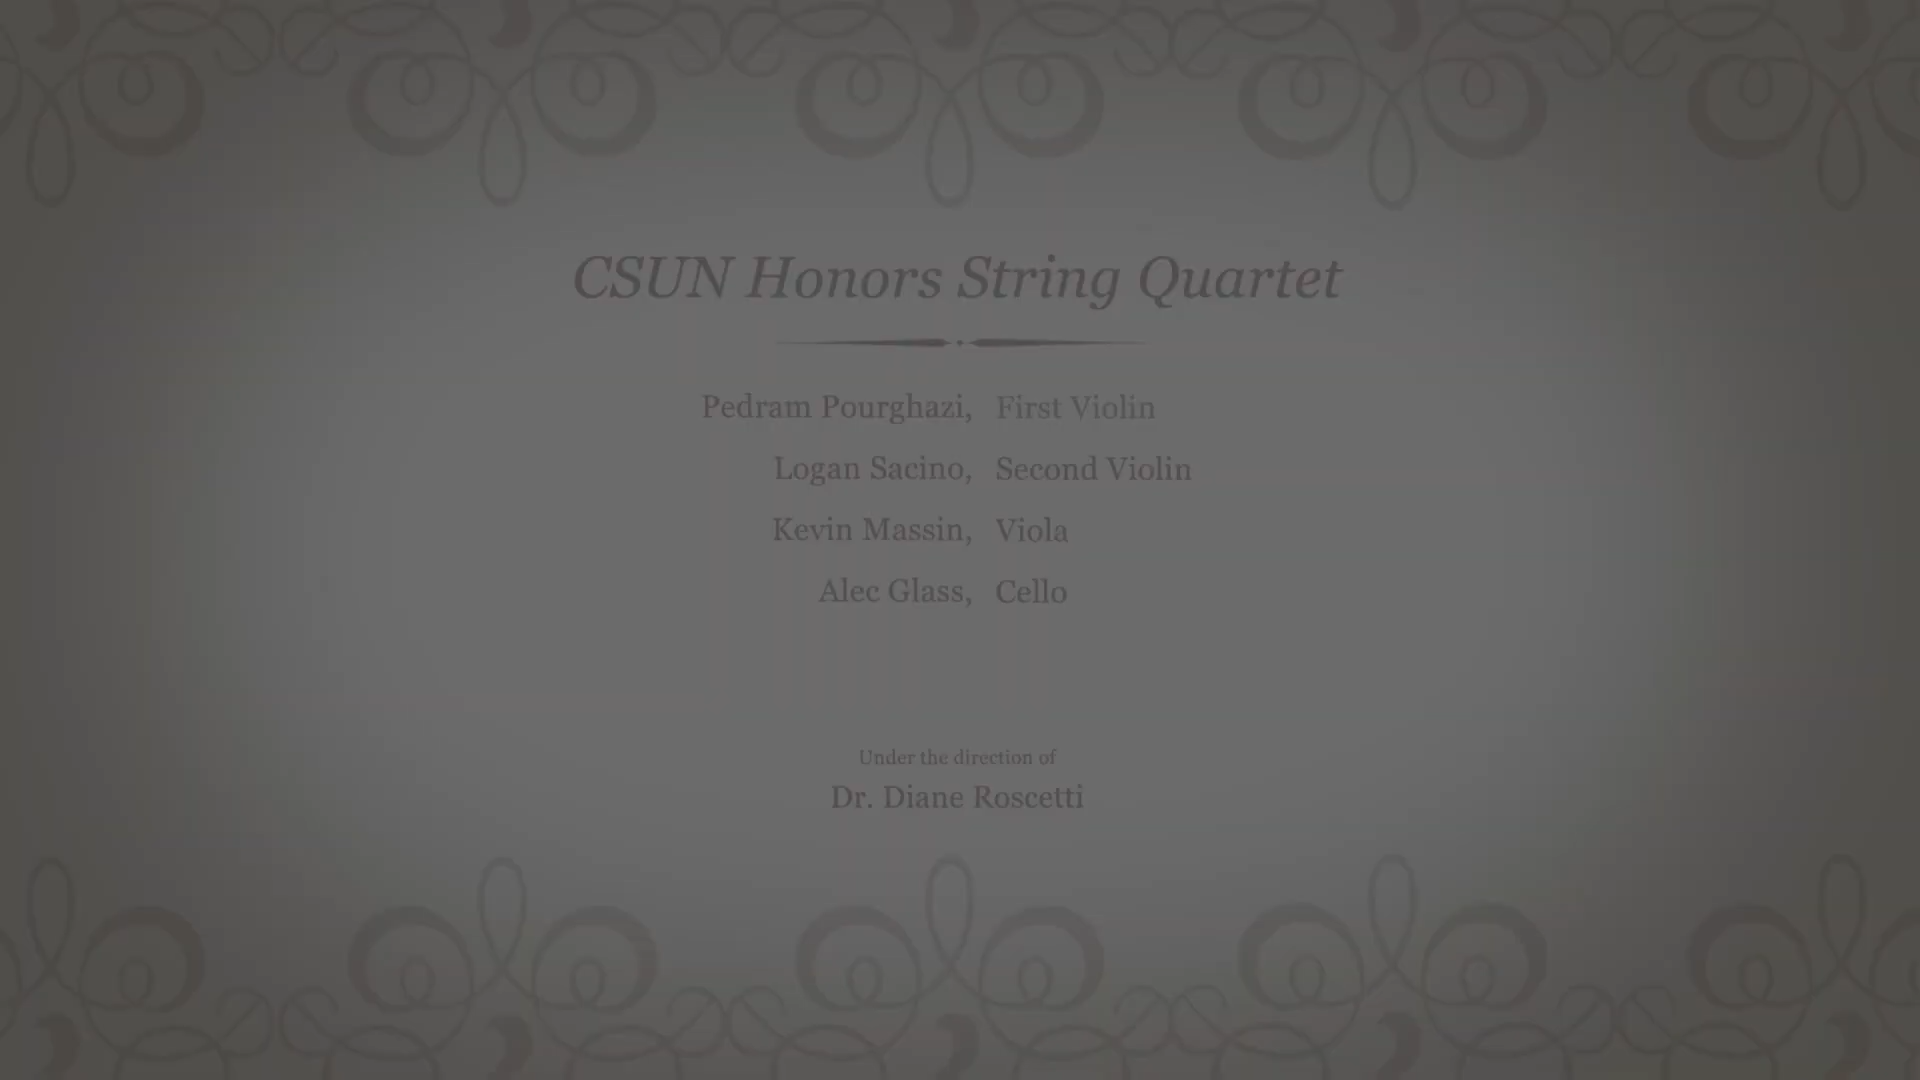 CSUN Honors String Quartet
Pedram Pourghazi, First Violin
Logan Sacino, Second Violin
Kevin Massin, Viola
Alec Glass, Cello
Under the direction of
Dr. Diane Roscetti